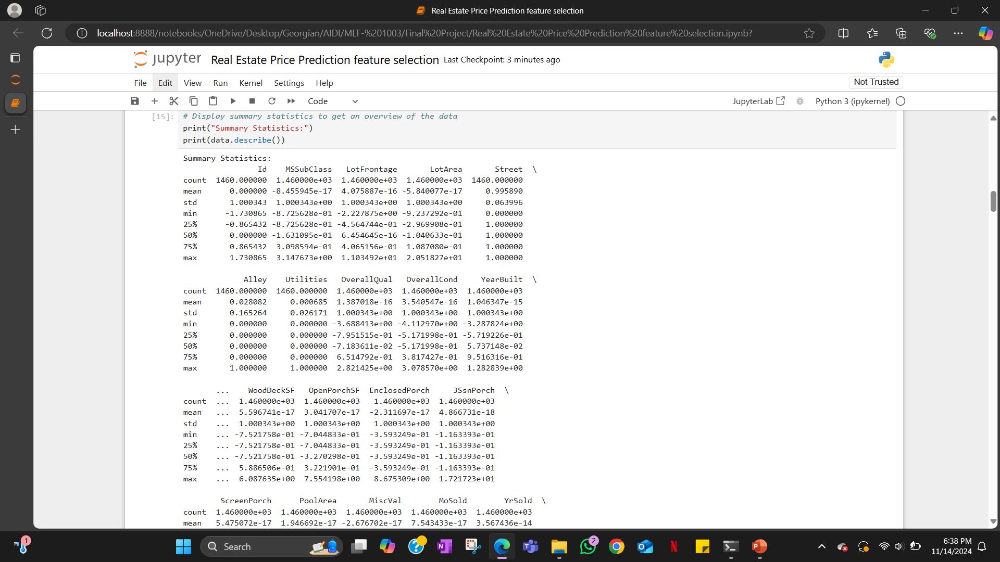 Real Estate Price Prediction feature selection
localhost:8888/notebooks/OneDrive/Desktop/Georgian/AIDI/MLF-%201003/Final%20Project/Real%20Estate%20Price%20Prediction%20feature%20selection.ipynb?
jupyter Real Estate Price Prediction feature selection Last Checkpoint: 3 minutes ago
File Edit View Run Kernel Settings Help Not Trusted
Code JupyterLab Python 3 (ipykernel)
[15]: # Display summary statistics to get an overview of the data
print("Summary Statistics:")
print(data.describe())
Summary Statistics:
Id MSSubClass LotFrontage LotArea Street \
count 1460.000000 1.460000e+03 1.460000e+03 1.460000e+03 1460.000000
mean 0.000000 -8.455945e-17 4.075887e-16 -5.840077e-17 0.995890
std 1.000343 1.000343e+00 1.000343e+00 1.000343e+00 0.063996
min -1.730865 -8.725628e-01 -2.227875e+00 -9.237292e-01 0.000000
25% -0.865432 -8.725628e-01 -4.564744e-01 -2.969908e-01 1.000000
50% 0.000000 -1.631095e-01 6.454645e-16 -1.040633e-01 1.000000
75% 0.865432 3.098594e-01 4.065156e-01 1.087080e-01 1.000000
max 1.730865 3.147673e+00 1.103492e+01 2.051827e+01 1.000000
Alley Utilities OverallQual OverallCond YearBuilt \
count 1460.000000 1460.000000 1.460000e+03 1.460000e+03 1.460000e+03
mean 0.028082 0.000685 1.387018e-16 3.540547e-16 1.046347e-15
std 0.165264 0.026171 1.000343e+00 1.000343e+00 1.000343e+00
min 0.000000 0.000000 -3.688413e+00 -4.112970e+00 -3.287824e+00
25% 0.000000 0.000000 -7.951515e-01 -5.171998e-01 -5.719226e-01
50% 0.000000 0.000000 -7.183611e-02 -5.171998e-01 5.737148e-02
75% 0.000000 0.000000 6.514792e-01 3.817427e-01 9.516316e-01
max 1.000000 1.000000 2.821425e+00 3.078570e+00 1.282839e+00
... WoodDeckSF OpenPorchSF EnclosedPorch 3SsnPorch \
count ... 1.460000e+03 1.460000e+03 1.460000e+03 1.460000e+03
mean ... 5.596741e-17 3.041707e-17 -2.311697e-17 4.866731e-18
std ... 1.000343e+00 1.000343e+00 1.000343e+00 1.000343e+00
min ... -7.521758e-01 -7.044833e-01 -3.593249e-01 -1.163393e-01
25% ... -7.521758e-01 -7.044833e-01 -3.593249e-01 -1.163393e-01
50% ... -7.521758e-01 -3.270298e-01 -3.593249e-01 -1.163393e-01
75% ... 5.886506e-01 3.221901e-01 -3.593249e-01 -1.163393e-01
max ... 6.087635e+00 7.554198e+00 8.675309e+00 1.721723e+01
ScreenPorch PoolArea MiscVal MoSold YrSold \
count 1.460000e+03 1.460000e+03 1.460000e+03 1.460000e+03 1.460000e+03
mean 5.475072e-17 1.946692e-17 -2.676702e-17 7.543433e-17 3.567436e-14
1 Search 2 6:38 PM
11/14/2024